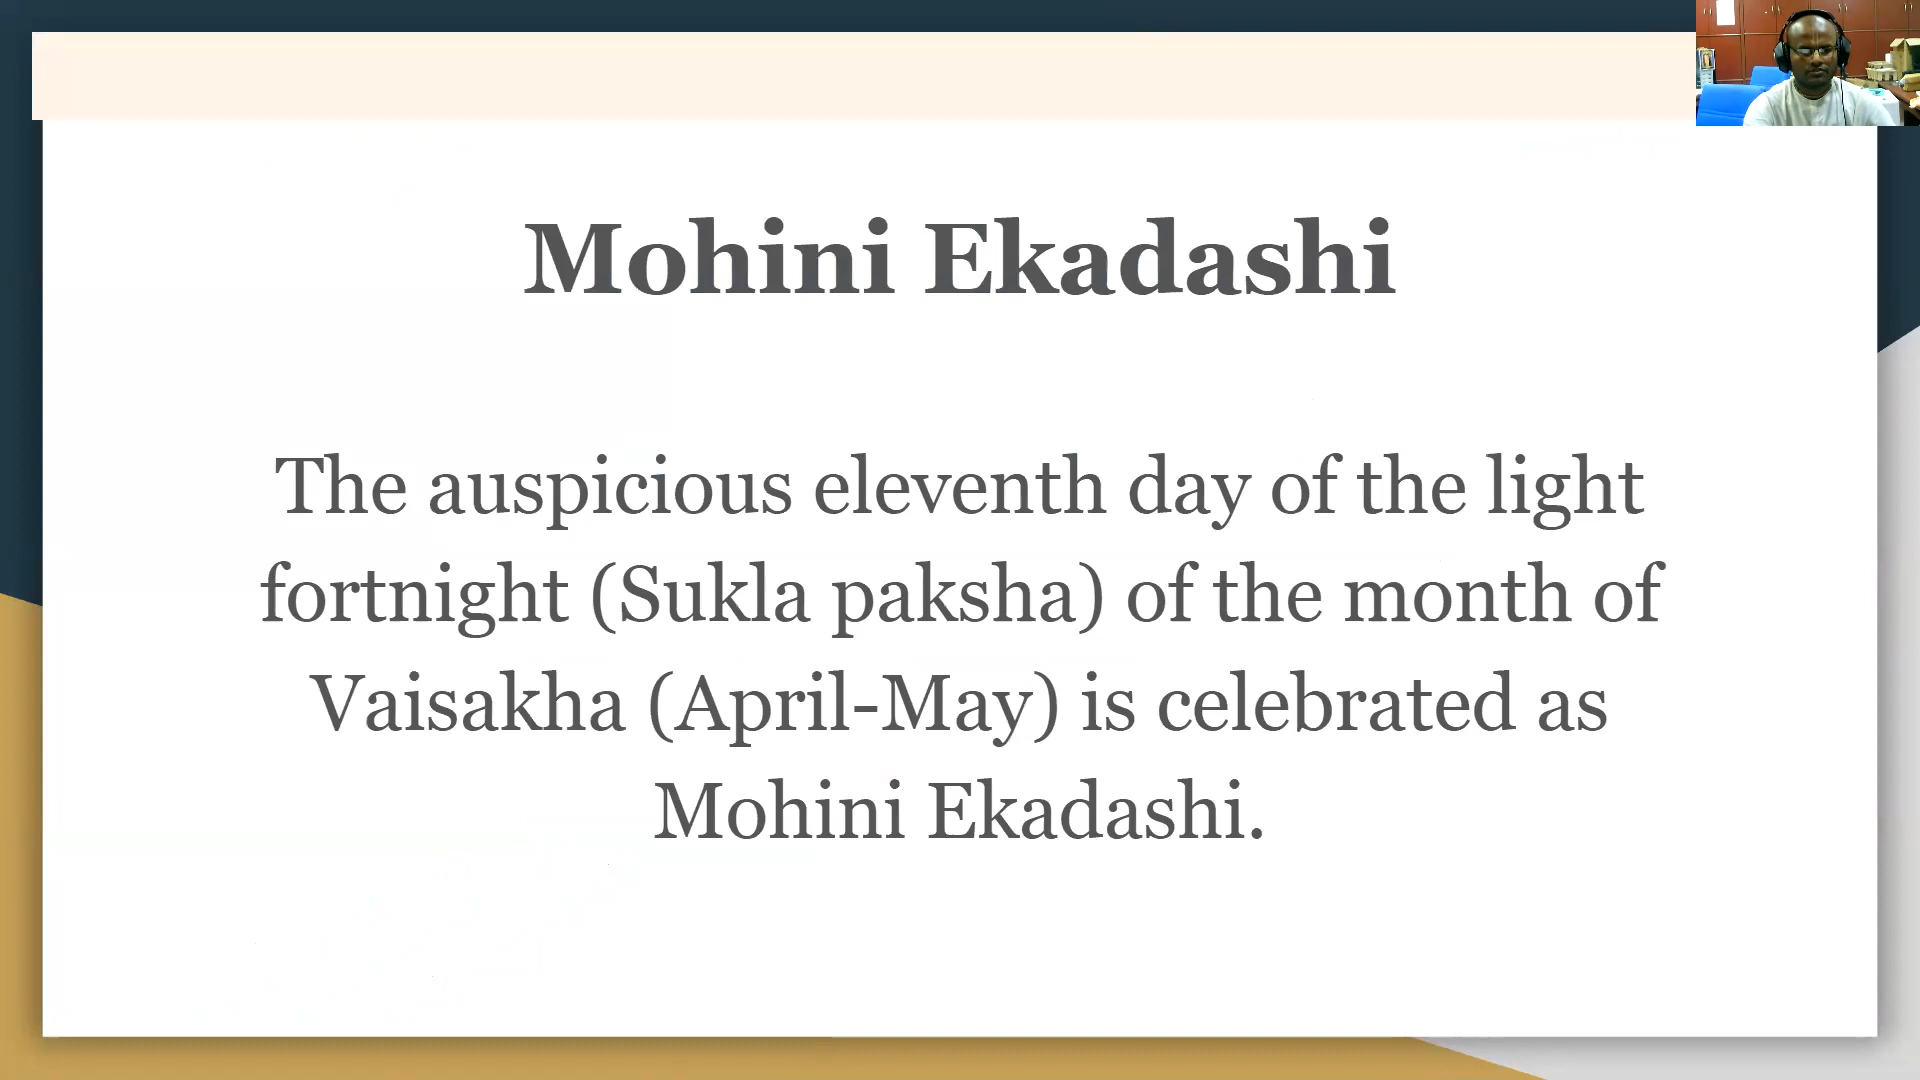 Mohini Ekadashi
The auspicious eleventh day of the light
fortnight (Sukla paksha) of the month of
Vaisakha (April-May) is celebrated as
Mohini Ekadashi.